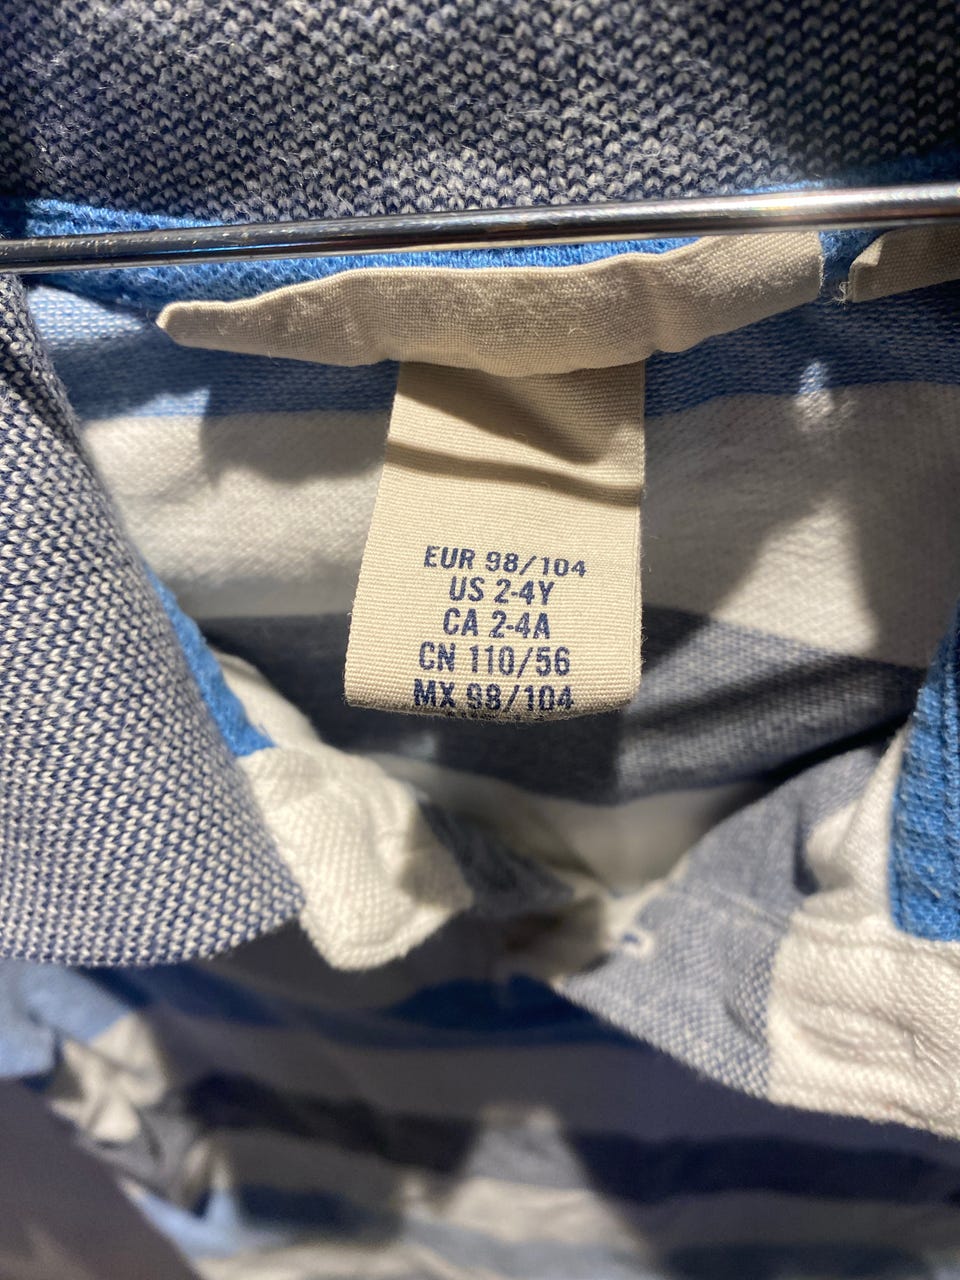 EUR 98/104
US 2-4Y
CA 2-4A
CN 110/56
MX 98/104